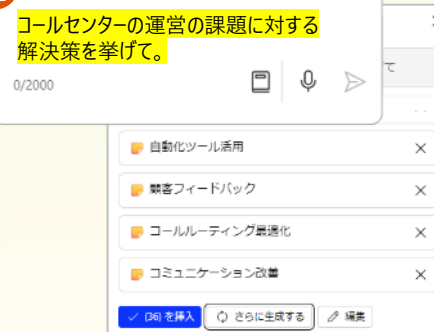 コールセンターの運営の課題に対する
解決策を挙げて。
0/2000
て
自動化ツール活用
顧客フィードバック
コールルーティング最適化
コミュニケーション改善
(36) を挿入
さらに生成する
編集